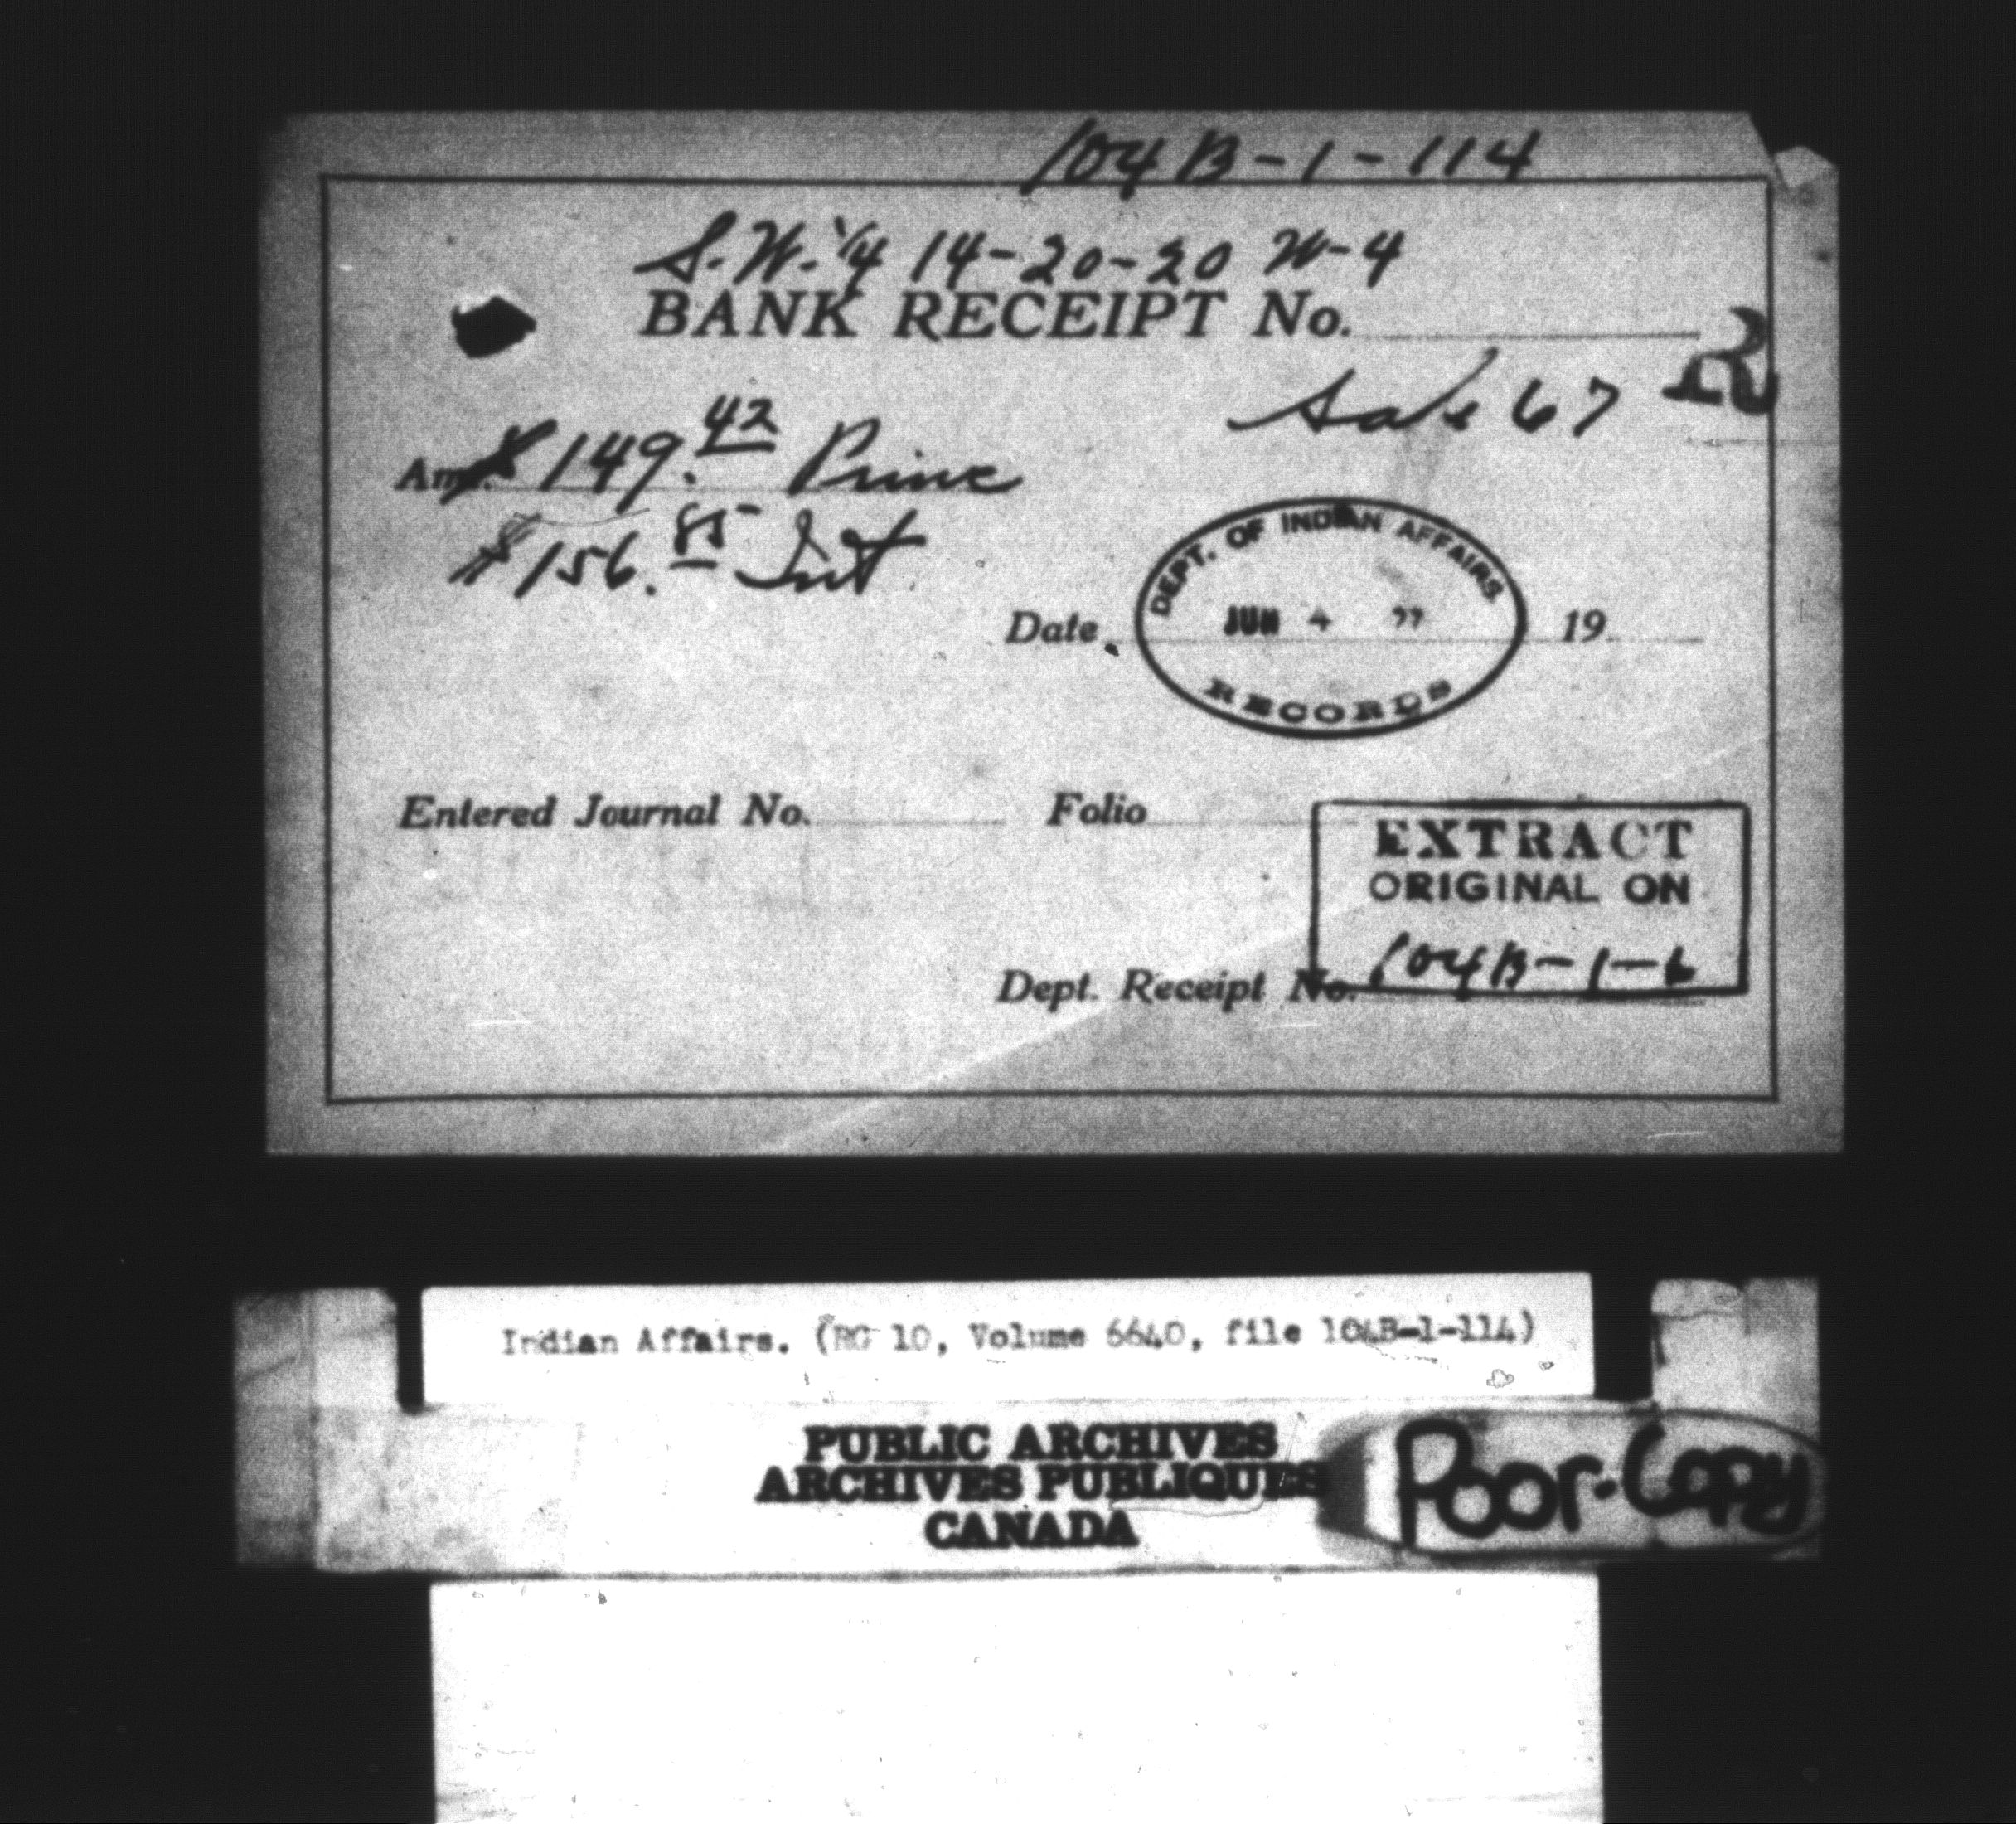 104B-1-114
S.W. 1/4 14-20-20 W-4
BANK RECEIPT No.
R
Sale 67
Amt. $149.42 Princ
$156.85 Int
DEPT. OF INDIAN AFFAIRS
Date JUN 4 19
RECORDS
Entered Journal No. Folio
EXTRACT
ORIGINAL ON
Dept. Receipt No. 104B-1-6
Indian Affairs. (RG 10, Volume 6640, file 104B-1-114)
PUBLIC ARCHIVES
ARCHIVES PUBLIQUES
CANADA
Poor-Copy